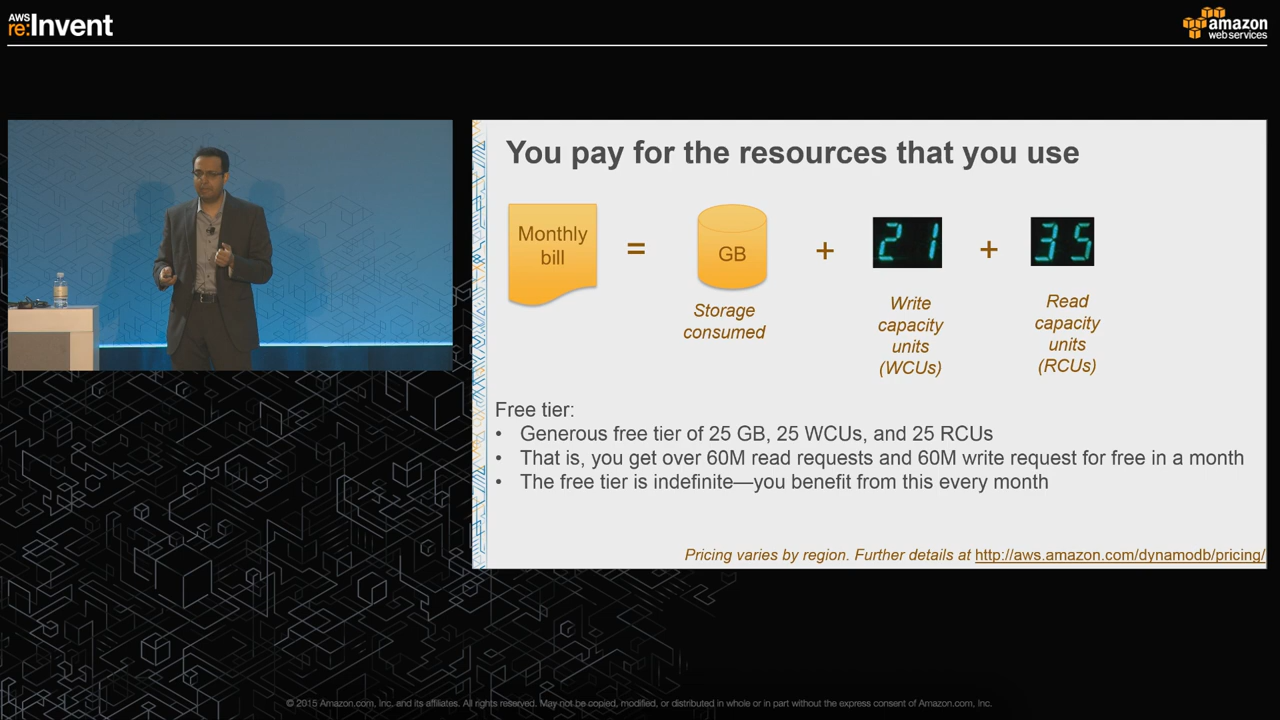 AWS
re:Invent
amazon
web services
You pay for the resources that you use
Monthly
bill
=
GB
+
21
+
35
Storage
consumed
Write
capacity
units
(WCUs)
Read
capacity
units
(RCUs)
Free tier:
• Generous free tier of 25 GB, 25 WCUs, and 25 RCUs
• That is, you get over 60M read requests and 60M write request for free in a month
• The free tier is indefinite—you benefit from this every month
Pricing varies by region. Further details at http://aws.amazon.com/dynamodb/pricing/
© 2015 Amazon.com, Inc. and its affiliates. All rights reserved. May not be copied, modified, or distributed in whole or in part without the express consent of Amazon.com, Inc.